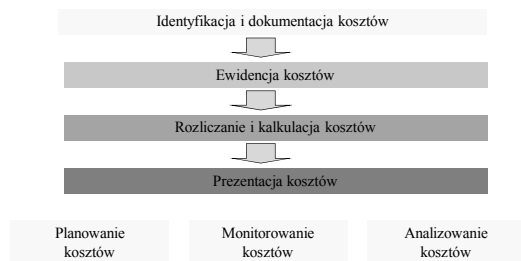 Identyfikacja i dokumentacja kosztów
Ewidencja kosztów
Rozliczanie i kalkulacja kosztów
Prezentacja kosztów
Planowanie
kosztów
Monitorowanie
kosztów
Analizowanie
kosztów